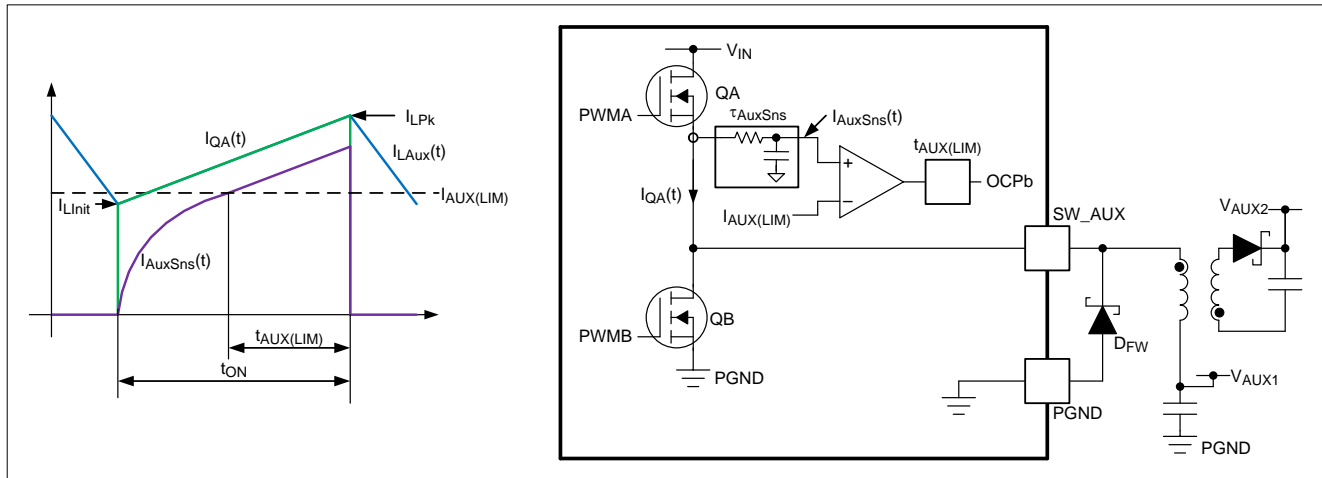 I_LPk
I_QA(t)
I_LAux(t)
I_AUX(LIM)
I_LInit
I_AuxSns(t)
t_AUX(LIM)
t_ON
V_IN
QA
PWMA
τ_AuxSns
I_AuxSns(t)
t_AUX(LIM)
+
−
OCPb
I_QA(t)
I_AUX(LIM)
SW_AUX
V_AUX2
QB
PWMB
D_FW
PGND
V_AUX1
PGND
PGND